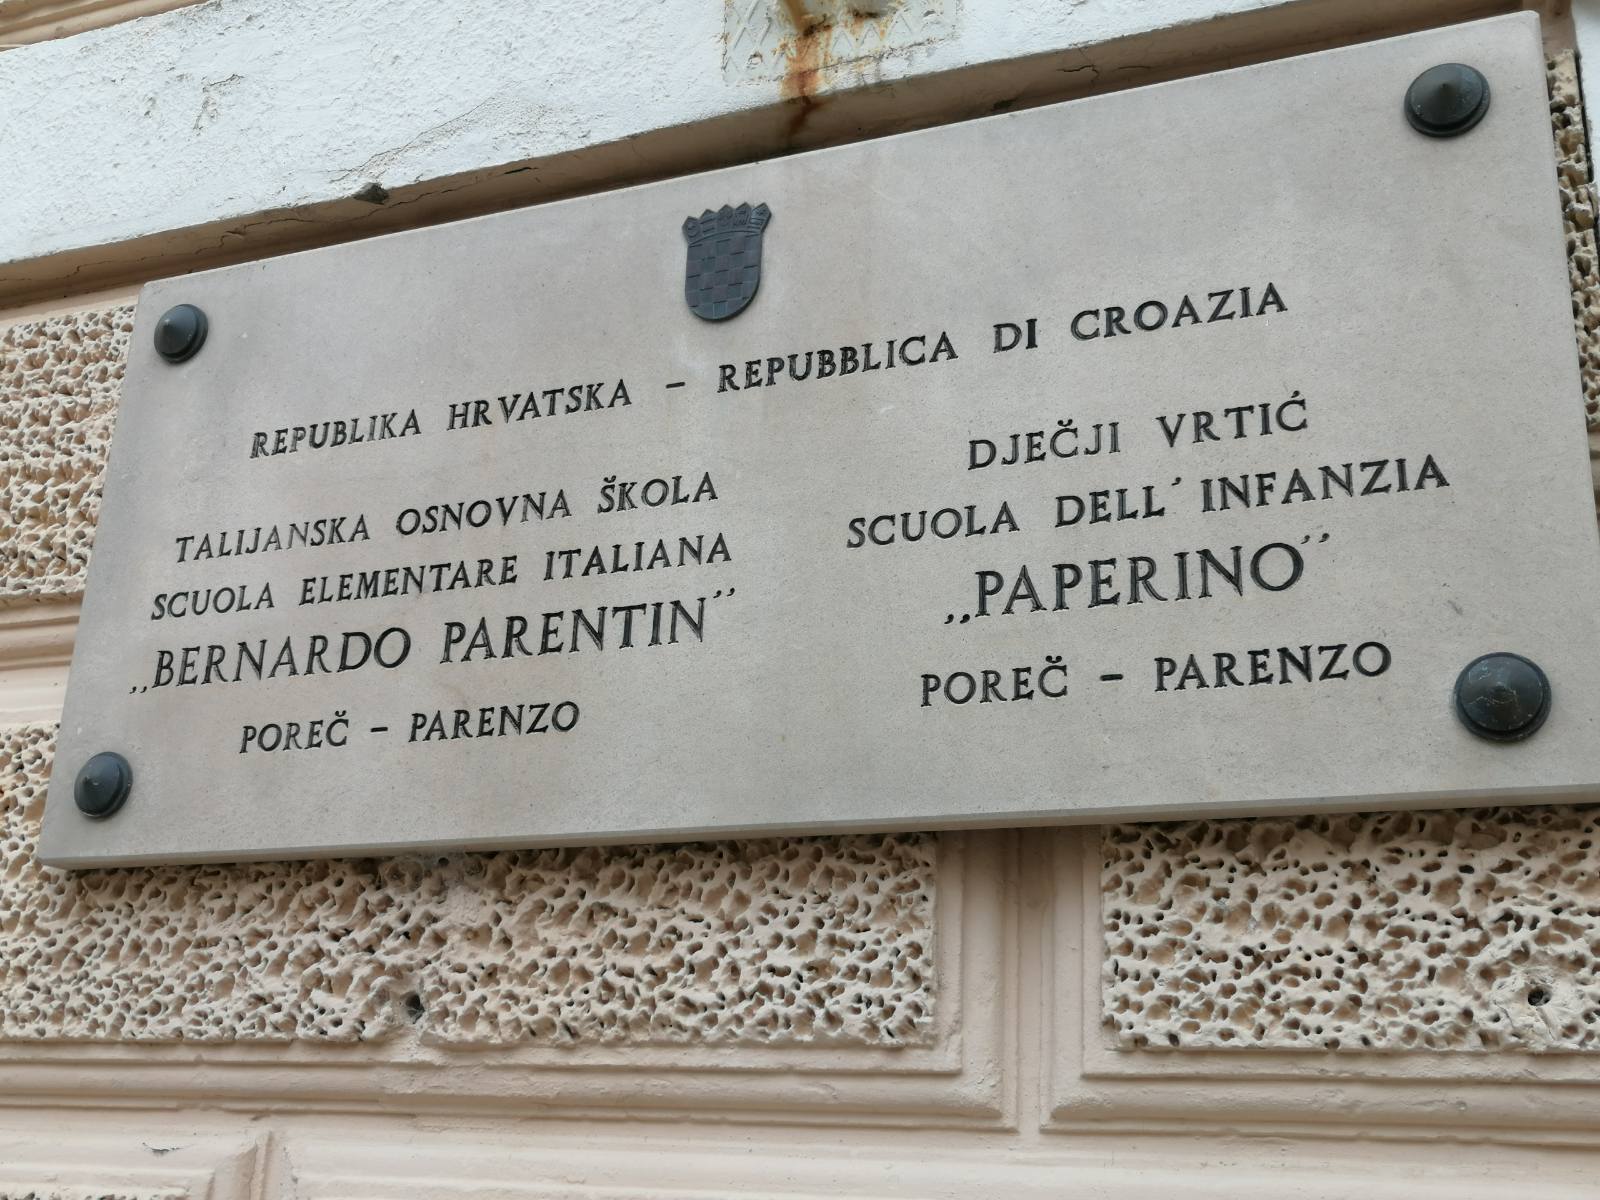 REPUBLIKA HRVATSKA – REPUBBLICA DI CROAZIA
TALIJANSKA OSNOVNA ŠKOLA
SCUOLA ELEMENTARE ITALIANA
„BERNARDO PARENTIN”
POREČ – PARENZO
DJEČJI VRTIĆ
SCUOLA DELL'INFANZIA
„PAPERINO”
POREČ – PARENZO